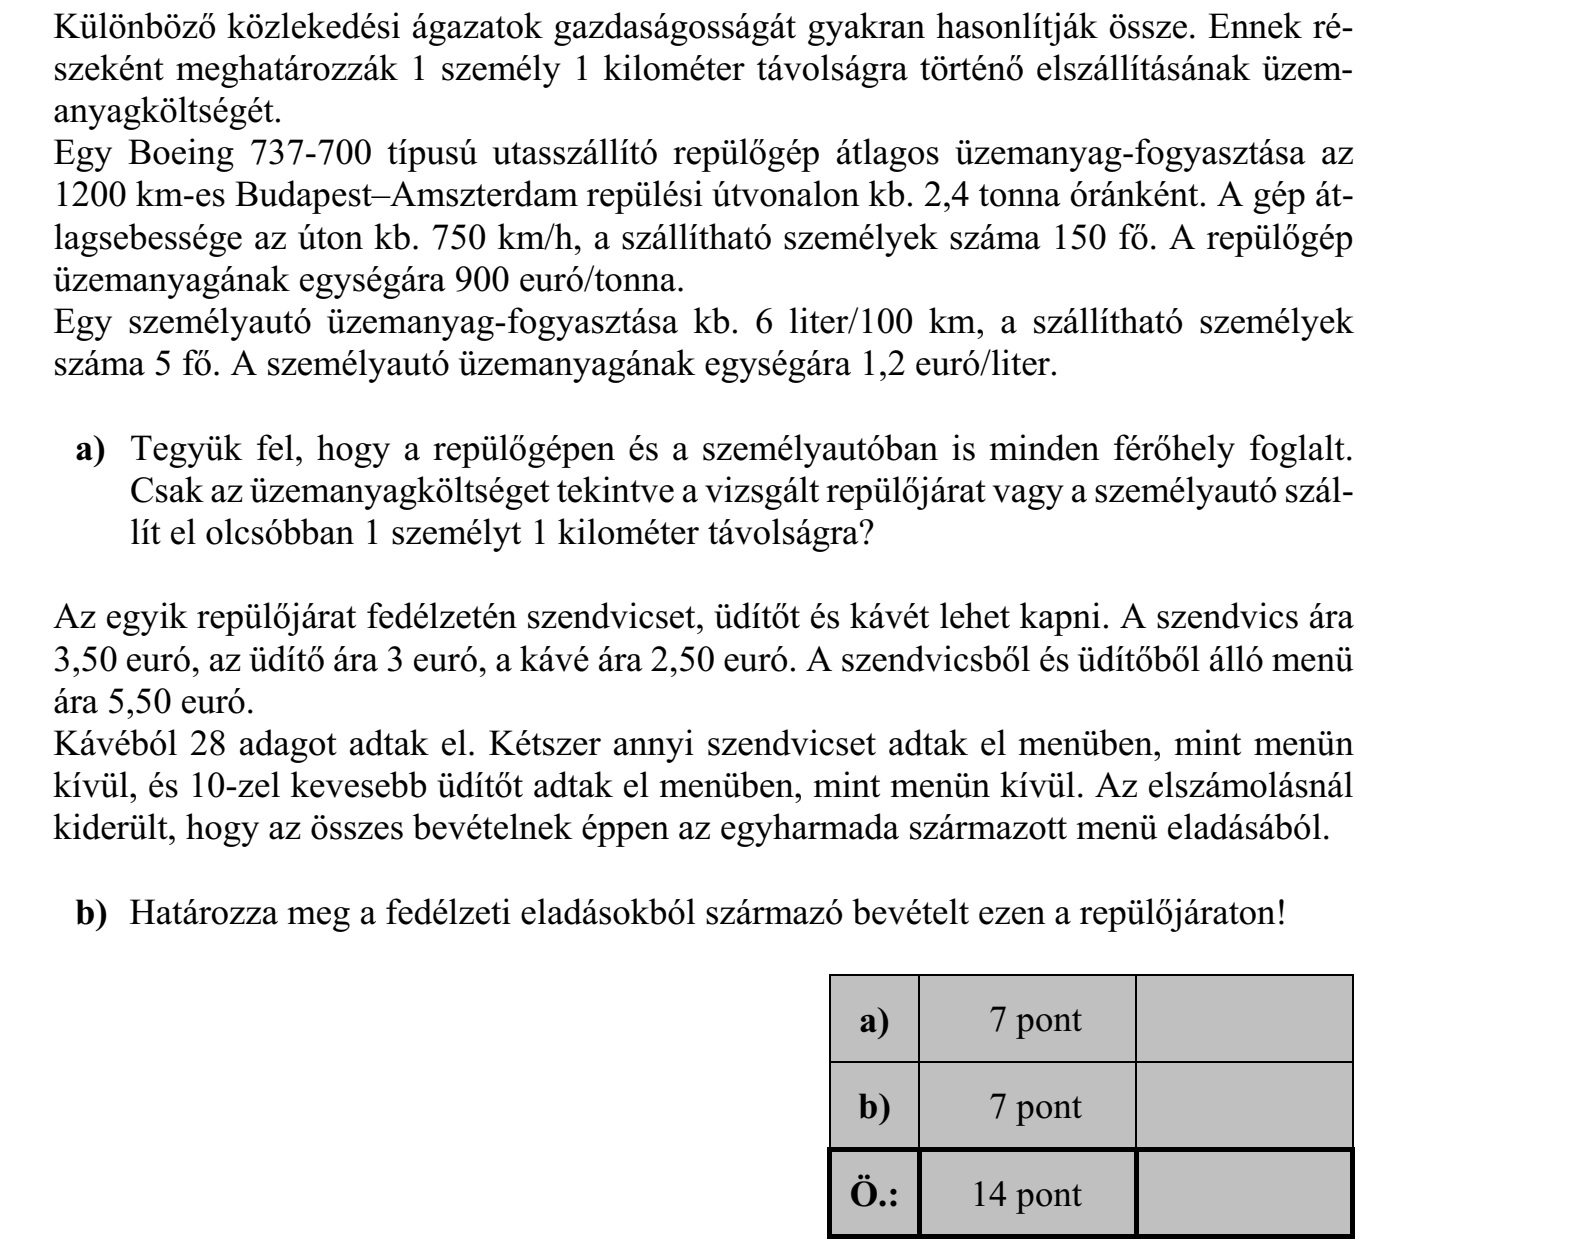 Különböző közlekedési ágazatok gazdaságosságát gyakran hasonlítják össze. Ennek ré-
szeként meghatározzák 1 személy 1 kilométer távolságra történő elszállításának üzem-
anyagköltségét.
Egy Boeing 737-700 típusú utasszállító repülőgép átlagos üzemanyag-fogyasztása az
1200 km-es Budapest–Amszterdam repülési útvonalon kb. 2,4 tonna óránként. A gép át-
lagsebessége az úton kb. 750 km/h, a szállítható személyek száma 150 fő. A repülőgép
üzemanyagának egységára 900 euró/tonna.
Egy személyautó üzemanyag-fogyasztása kb. 6 liter/100 km, a szállítható személyek
száma 5 fő. A személyautó üzemanyagának egységára 1,2 euró/liter.
a) Tegyük fel, hogy a repülőgépen és a személyautóban is minden férőhely foglalt.
Csak az üzemanyagköltséget tekintve a vizsgált repülőjárat vagy a személyautó szál-
lít el olcsóbban 1 személyt 1 kilométer távolságra?
Az egyik repülőjárat fedélzetén szendvicset, üdítőt és kávét lehet kapni. A szendvics ára
3,50 euró, az üdítő ára 3 euró, a kávé ára 2,50 euró. A szendvicsből és üdítőből álló menü
ára 5,50 euró.
Kávéból 28 adagot adtak el. Kétszer annyi szendvicset adtak el menüben, mint menün
kívül, és 10-zel kevesebb üdítőt adtak el menüben, mint menün kívül. Az elszámolásnál
kiderült, hogy az összes bevételnek éppen az egyharmada származott menü eladásából.
b) Határozza meg a fedélzeti eladásokból származó bevételt ezen a repülőjáraton!
a) 7 pont
b) 7 pont
Ö.: 14 pont